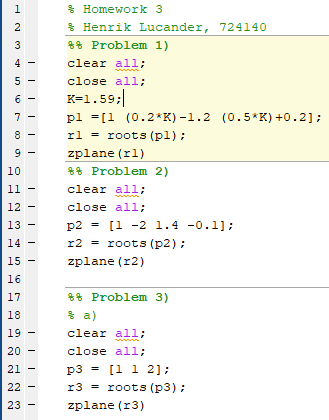 1 % Homework 3
2 % Henrik Lucander, 724140
3 %% Problem 1)
4 – clear all;
5 – close all;
6 – K=1.59;
7 – p1 =[1 (0.2*K)-1.2 (0.5*K)+0.2];
8 – r1 = roots(p1);
9 – zplane(r1)
10 %% Problem 2)
11 – clear all;
12 – close all;
13 – p2 = [1 -2 1.4 -0.1];
14 – r2 = roots(p2);
15 – zplane(r2)
16
17 %% Problem 3)
18 % a)
19 – clear all;
20 – close all;
21 – p3 = [1 1 2];
22 – r3 = roots(p3);
23 – zplane(r3)